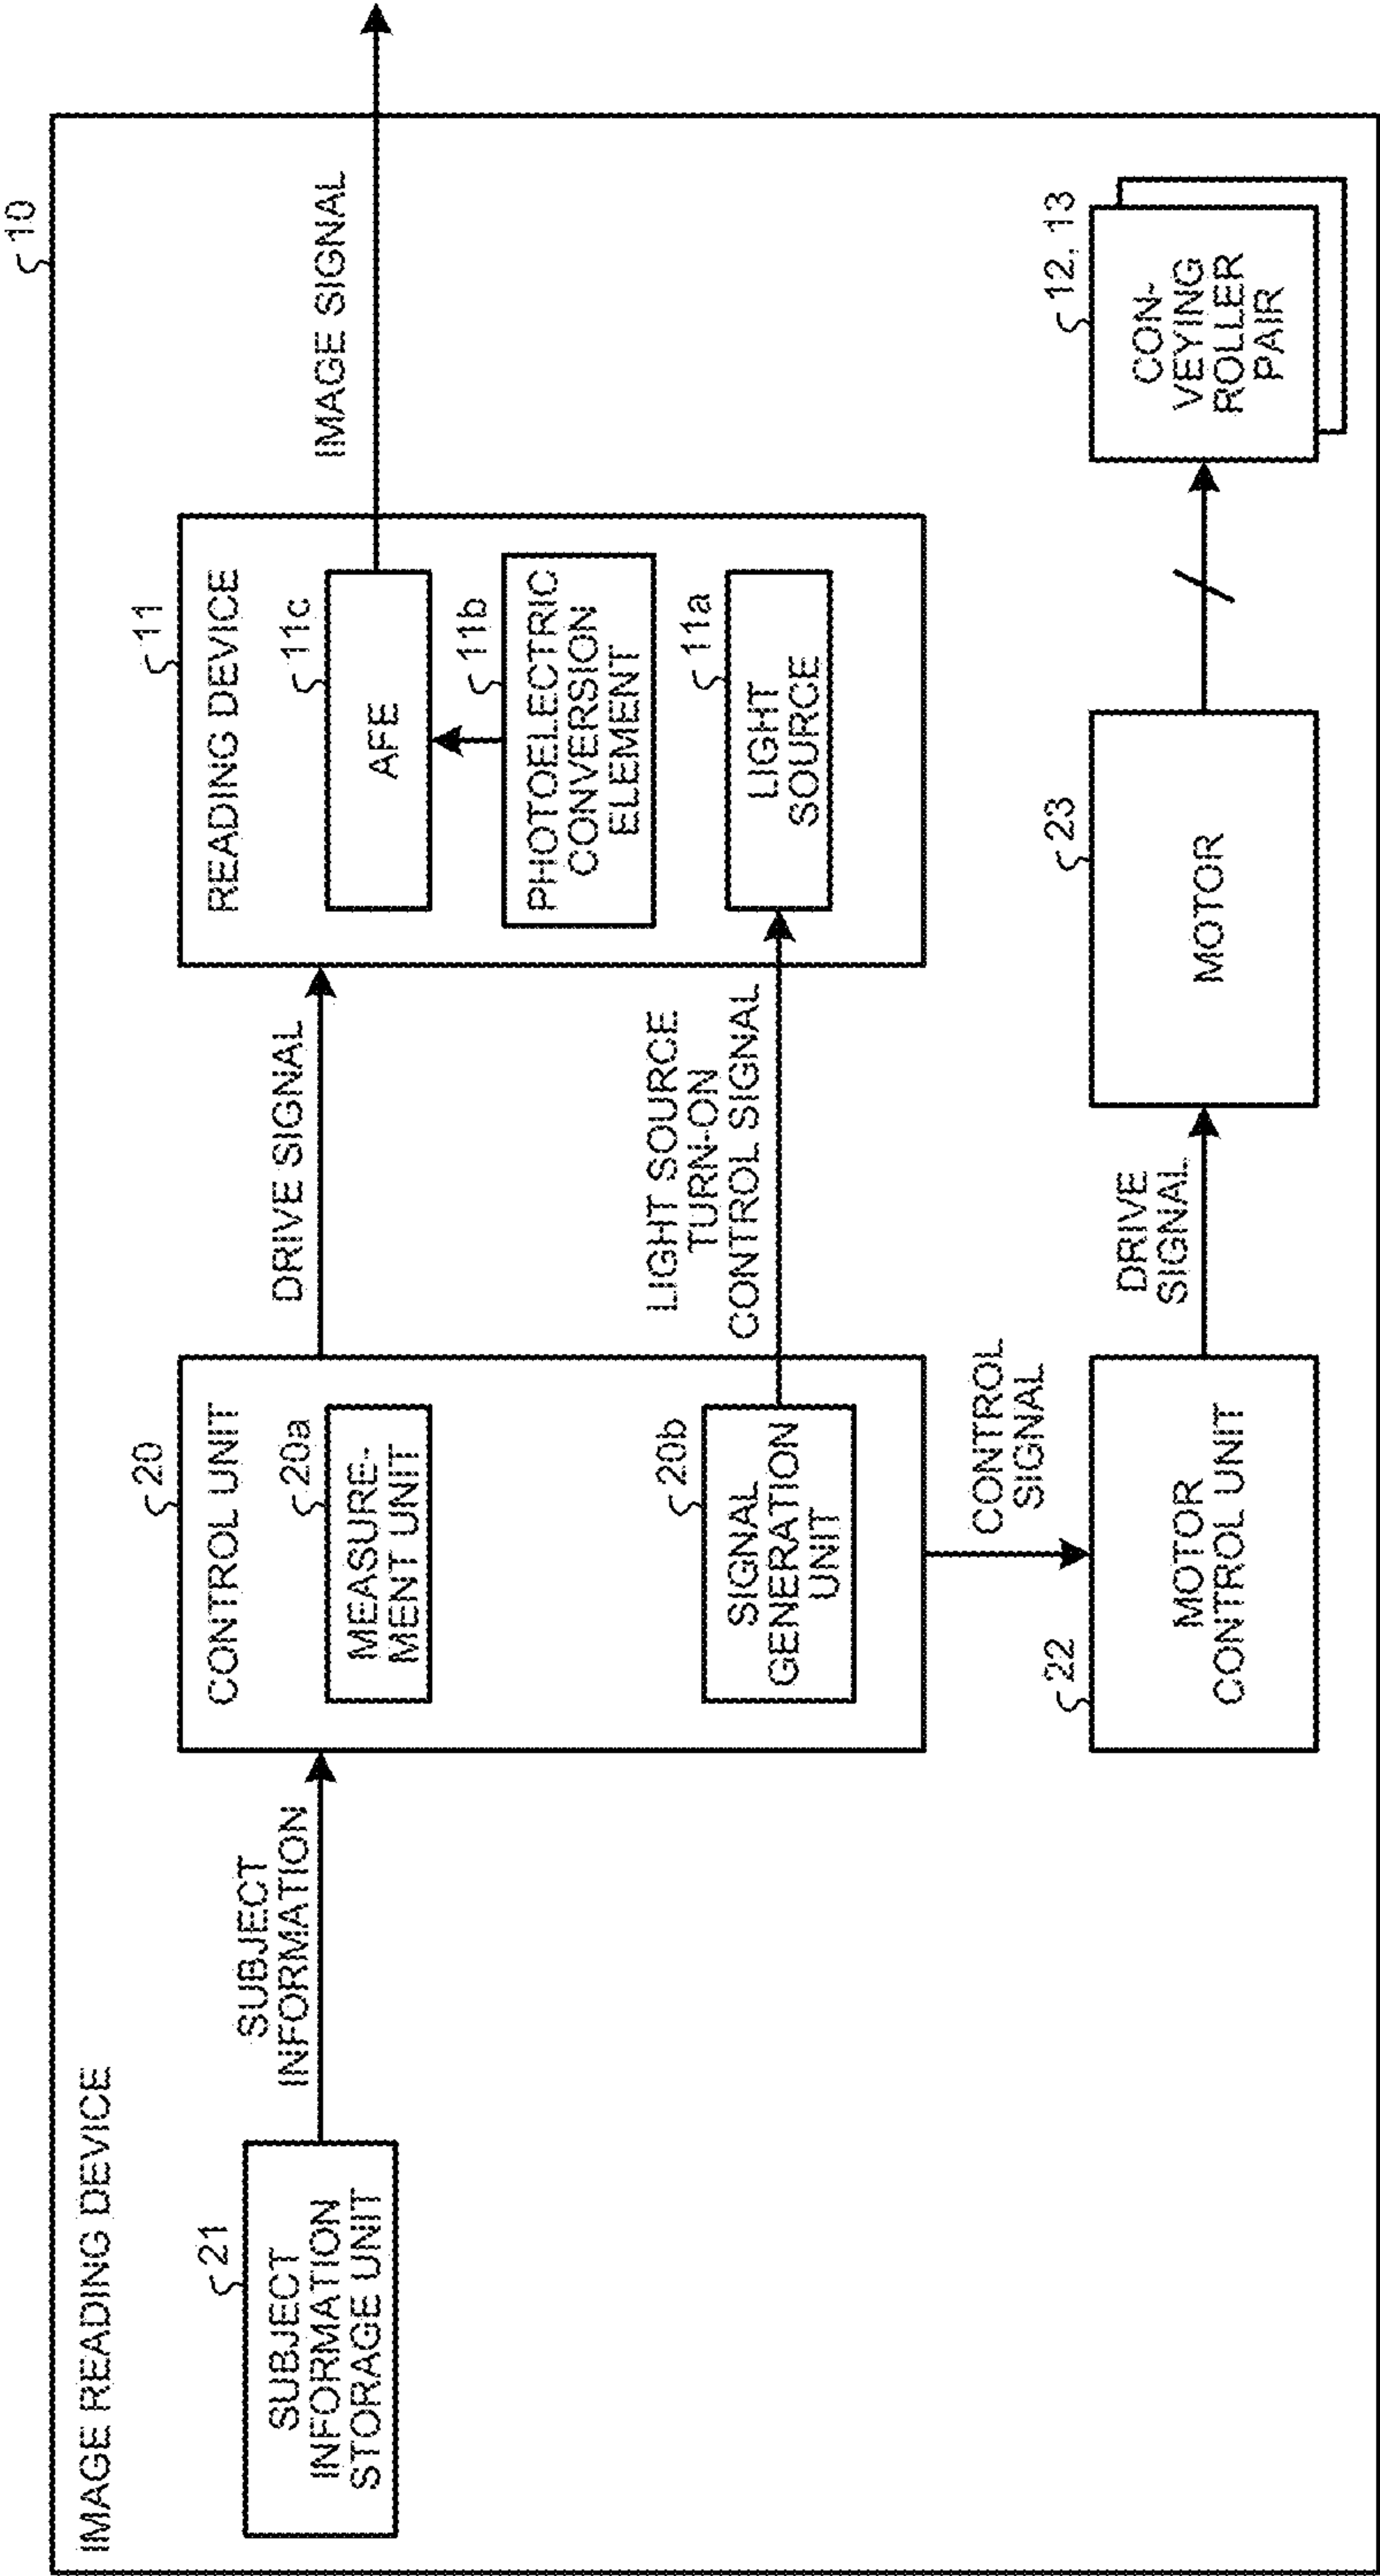 10
IMAGE READING DEVICE
21
SUBJECT
INFORMATION
STORAGE UNIT
SUBJECT
INFORMATION
20
CONTROL UNIT
20a
MEASURE-
MENT UNIT
20b
SIGNAL
GENERATION
UNIT
DRIVE SIGNAL
LIGHT SOURCE
TURN-ON
CONTROL SIGNAL
11
READING DEVICE
11c
AFE
11b
PHOTOELECTRIC
CONVERSION
ELEMENT
11a
LIGHT
SOURCE
IMAGE SIGNAL
CONTROL
SIGNAL
22
MOTOR
CONTROL UNIT
DRIVE
SIGNAL
23
MOTOR
12, 13
CON-
VEYING
ROLLER
PAIR